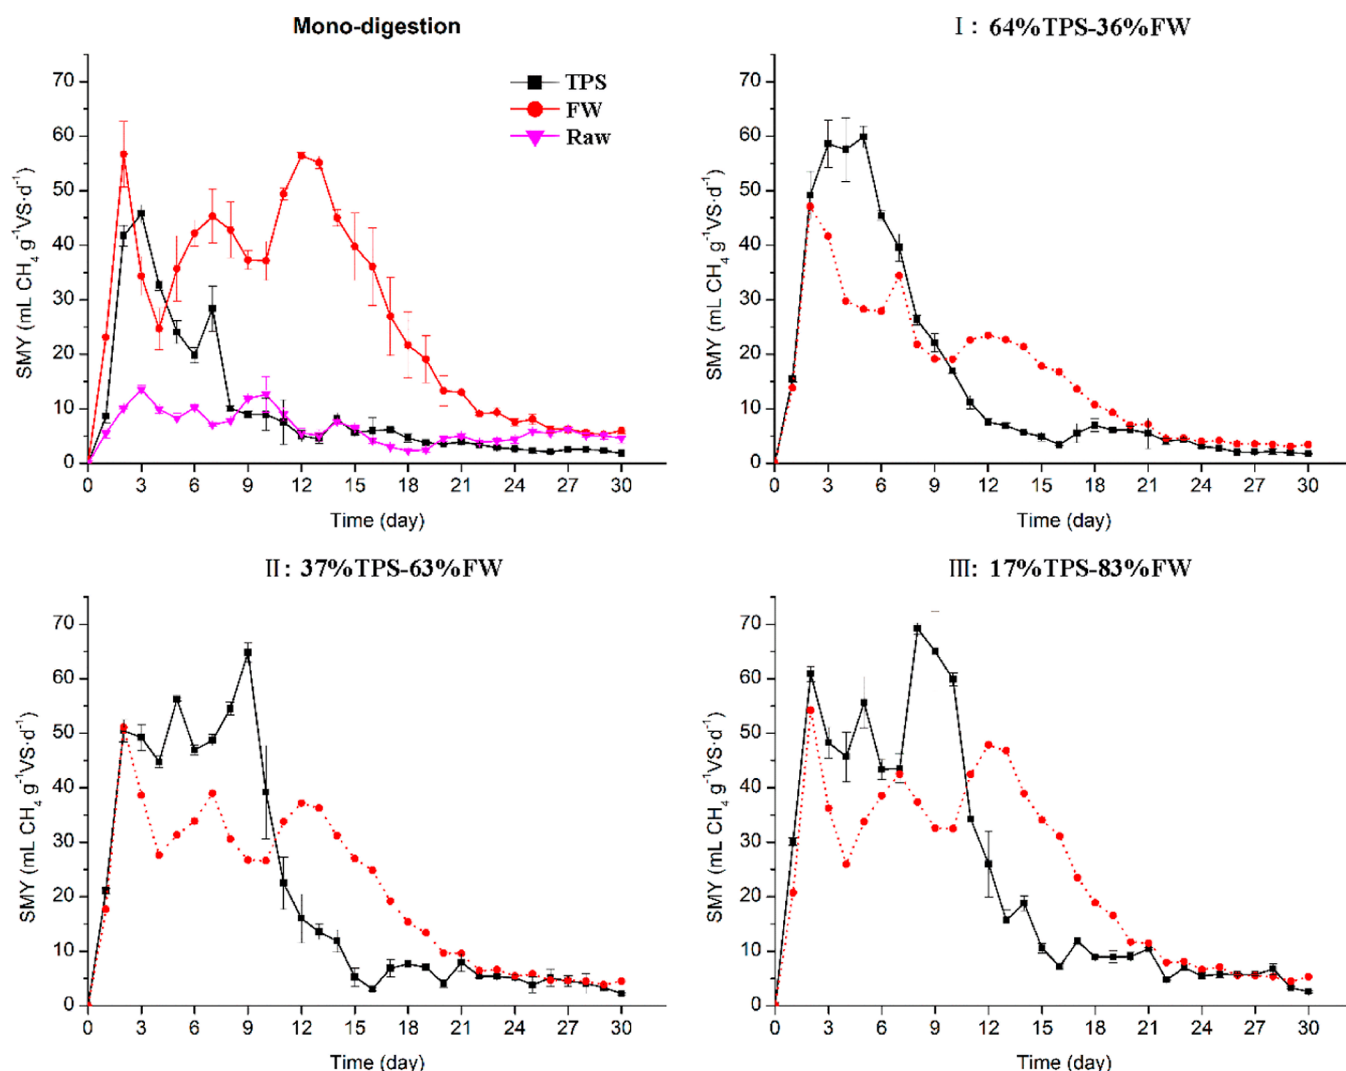 Mono-digestion
TPS
FW
Raw
SMY (mL CH4 g-1VS·d-1)
70
60
50
40
30
20
10
0
0 3 6 9 12 15 18 21 24 27 30
Time (day)
I : 64%TPS-36%FW
SMY (mL CH4 g-1VS·d-1)
70
60
50
40
30
20
10
0
0 3 6 9 12 15 18 21 24 27 30
Time (day)
II: 37%TPS-63%FW
SMY (mL CH4 g-1VS·d-1)
70
60
50
40
30
20
10
0
0 3 6 9 12 15 18 21 24 27 30
Time (day)
III: 17%TPS-83%FW
SMY (mL CH4 g-1VS·d-1)
70
60
50
40
30
20
10
0
0 3 6 9 12 15 18 21 24 27 30
Time (day)